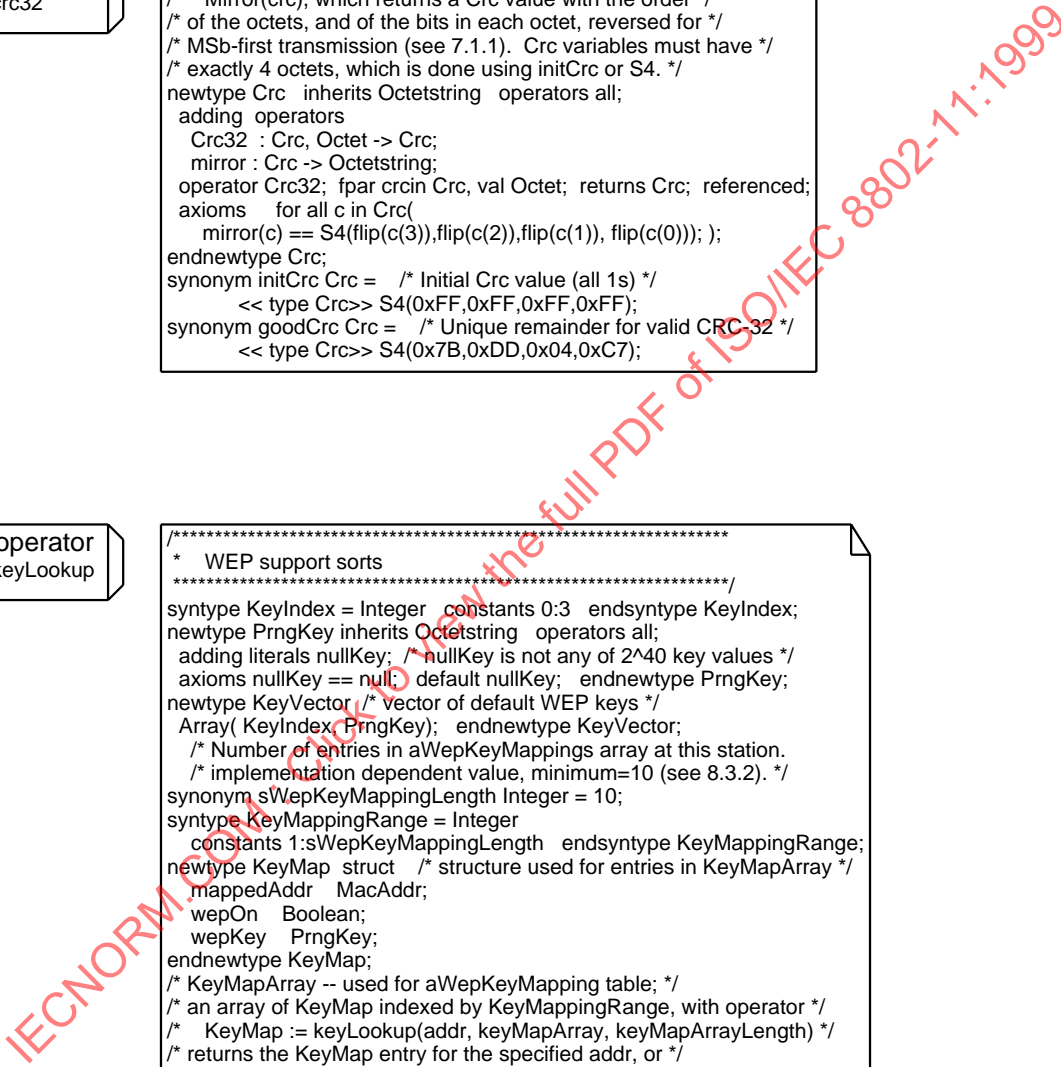 crc32
/* Mirror(crc), which returns a Crc value with the order */
/* of the octets, and of the bits in each octet, reversed for */
/* MSb-first transmission (see 7.1.1).  Crc variables must have */
/* exactly 4 octets, which is done using initCrc or S4. */
newtype Crc   inherits Octetstring   operators all;
adding  operators
Crc32  : Crc, Octet -> Crc;
mirror : Crc -> Octetstring;
operator Crc32;  fpar crcin Crc, val Octet;  returns Crc;  referenced;
axioms     for all c in Crc(
mirror(c) == S4(flip(c(3)),flip(c(2)),flip(c(1)), flip(c(0))); );
endnewtype Crc;
synonym initCrc Crc =   /* Initial Crc value (all 1s) */
<< type Crc>> S4(0xFF,0xFF,0xFF,0xFF);
synonym goodCrc Crc =   /* Unique remainder for valid CRC-32 */
<< type Crc>> S4(0x7B,0xDD,0x04,0xC7);
operator
keyLookup
/*******************************************************************
*    WEP support sorts
*******************************************************************/
syntype KeyIndex = Integer   constants 0:3   endsyntype KeyIndex;
newtype PrngKey inherits Octetstring   operators all;
adding literals nullKey;  /* nullKey is not any of 2^40 key values */
axioms nullKey == null;   default nullKey;   endnewtype PrngKey;
newtype KeyVector  /* vector of default WEP keys */
Array( KeyIndex, PrngKey);   endnewtype KeyVector;
/* Number of entries in aWepKeyMappings array at this station.
/* implementation dependent value, minimum=10 (see 8.3.2). */
synonym sWepKeyMappingLength Integer = 10;
syntype KeyMappingRange = Integer
constants 1:sWepKeyMappingLength   endsyntype KeyMappingRange;
newtype KeyMap  struct   /* structure used for entries in KeyMapArray */
mappedAddr    MacAddr;
wepOn    Boolean;
wepKey    PrngKey;
endnewtype KeyMap;
/* KeyMapArray -- used for aWepKeyMapping table; */
/* an array of KeyMap indexed by KeyMappingRange, with operator */
/*   KeyMap := keyLookup(addr, keyMapArray, keyMapArrayLength) */
/* returns the KeyMap entry for the specified addr, or */
IECNORM.COM : Click to view the full PDF of ISO/IEC 8802-11:1999